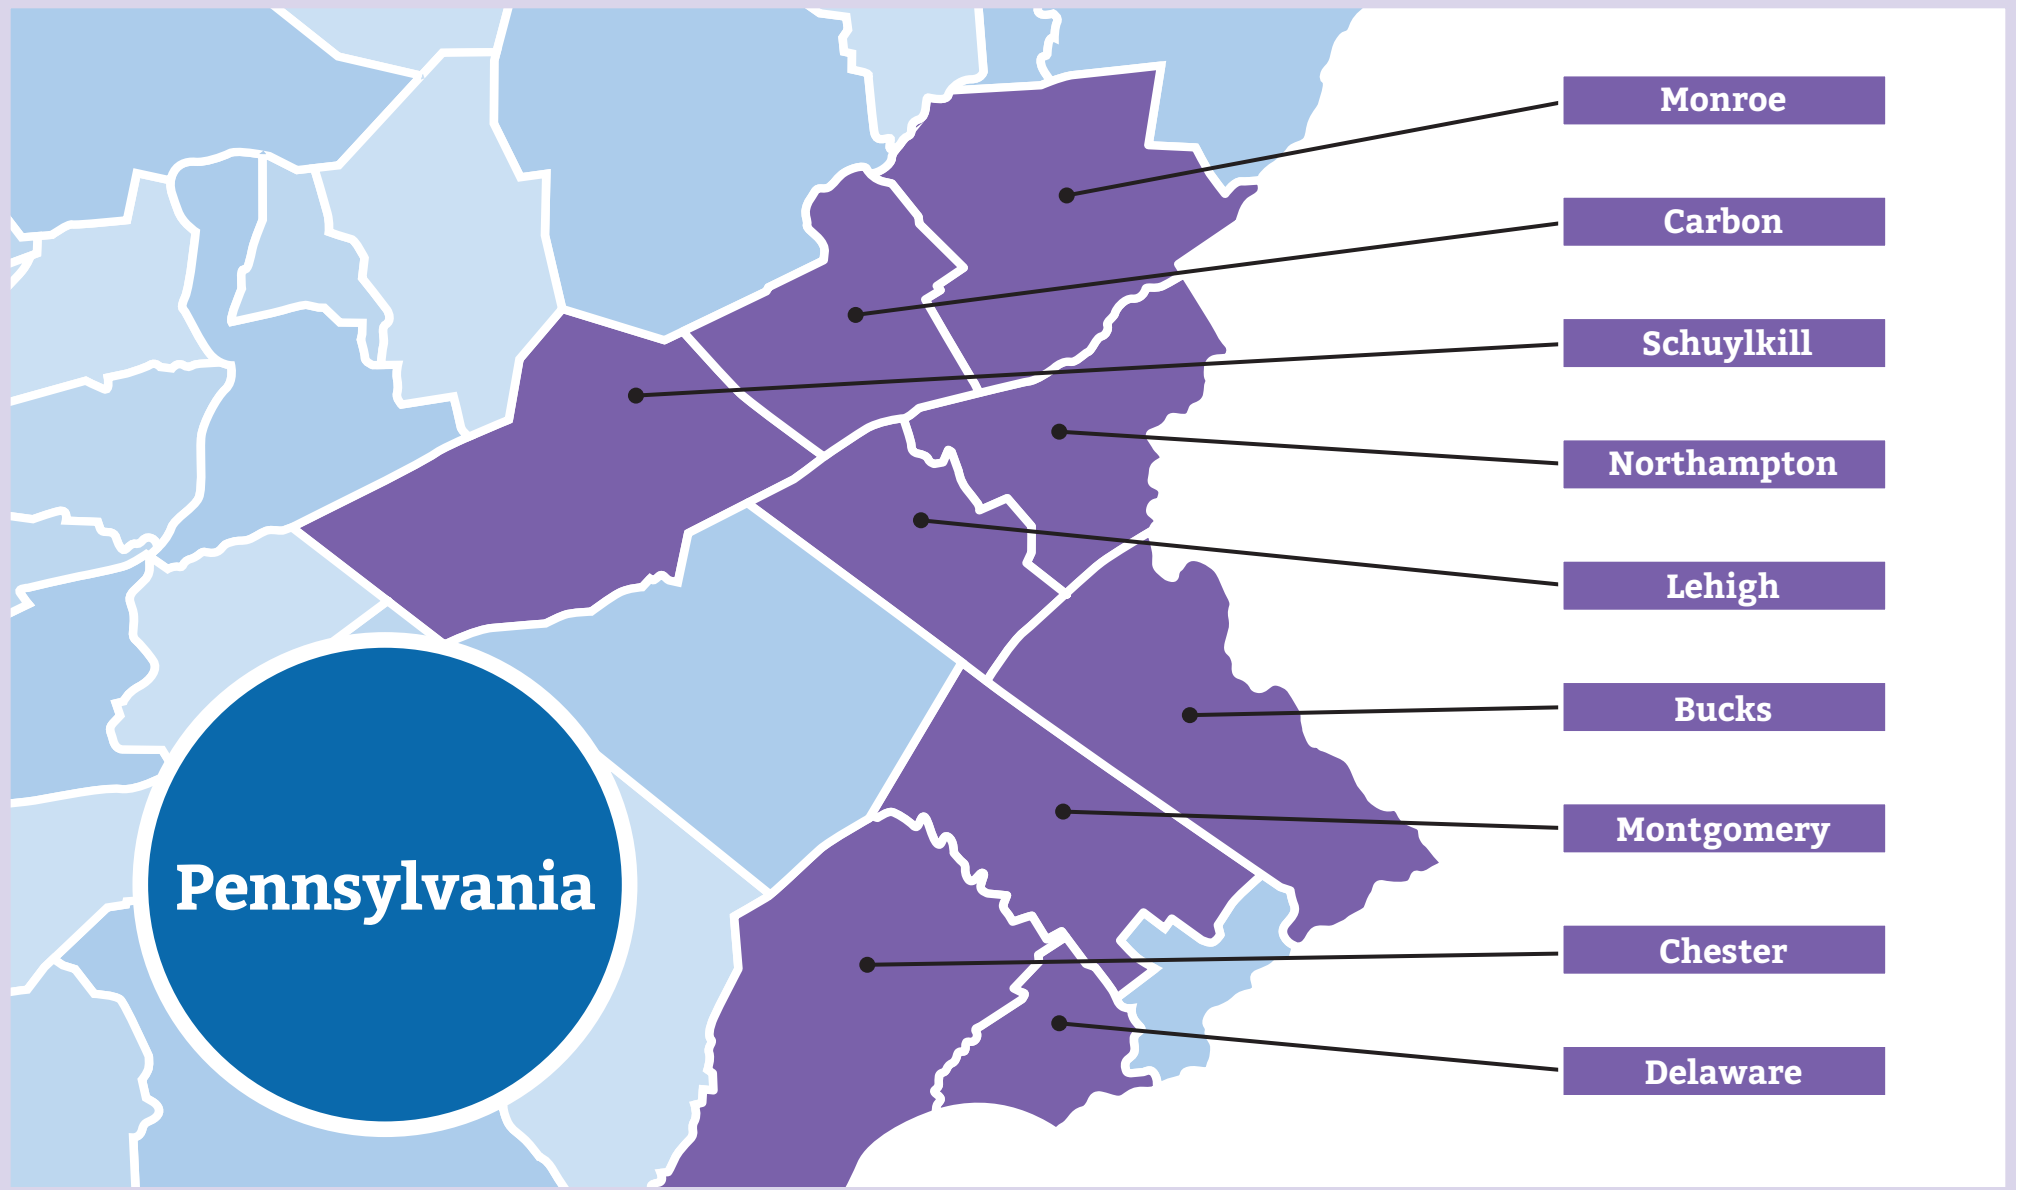 Monroe
Carbon
Schuylkill
Northampton
Lehigh
Bucks
Montgomery
Chester
Delaware
Pennsylvania